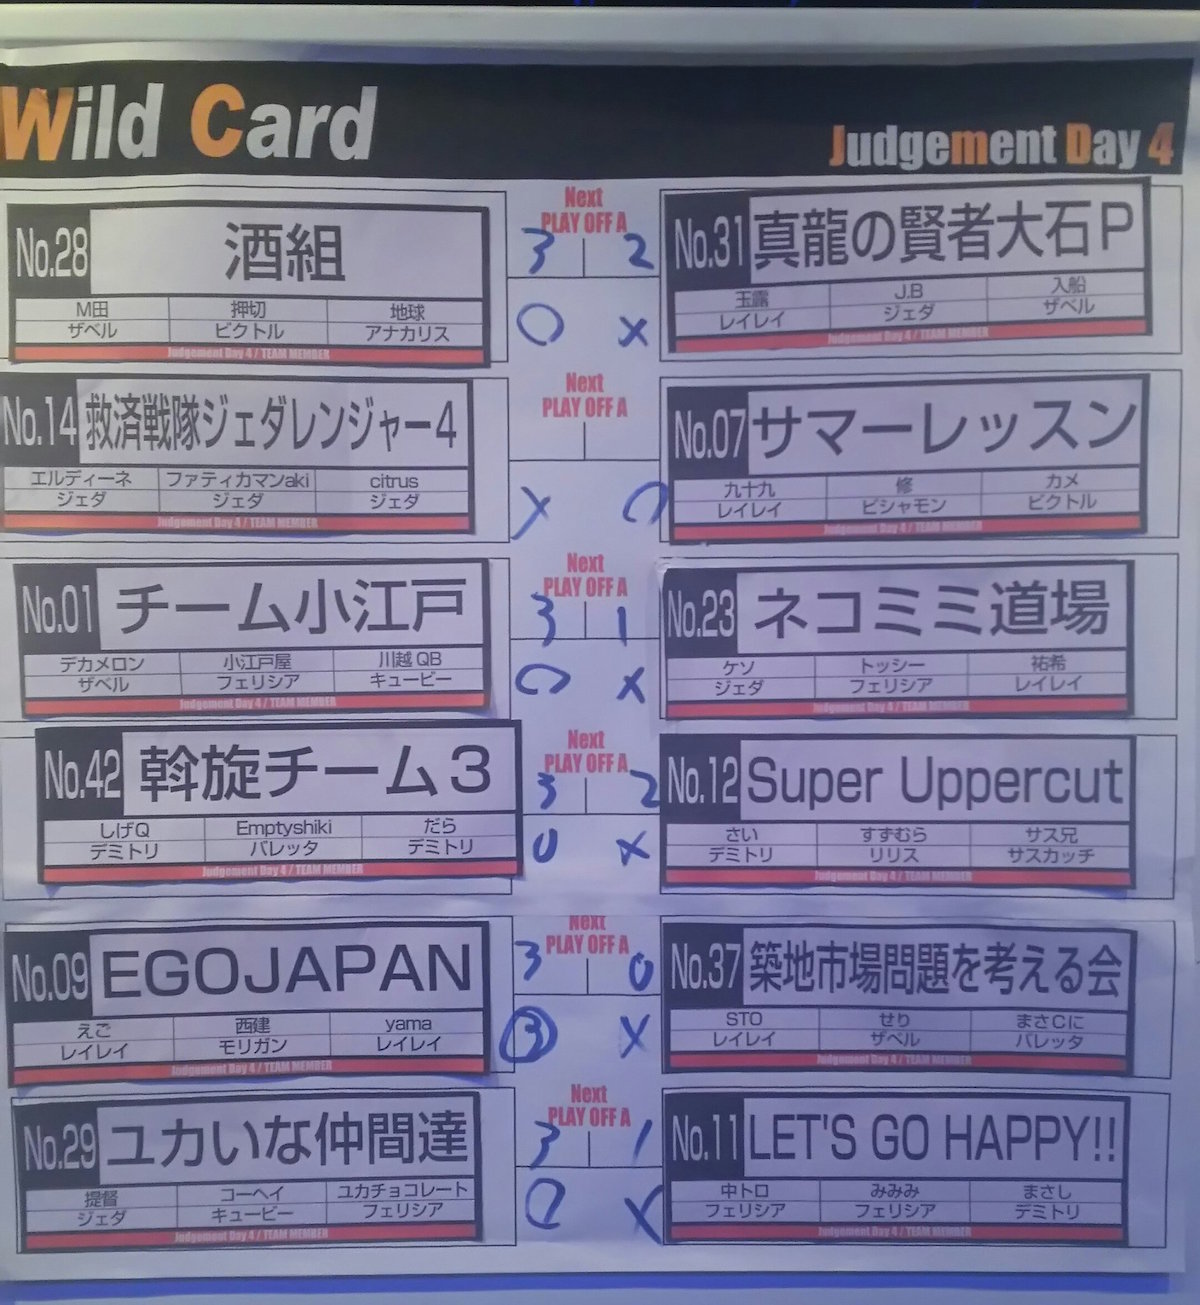 Wild Card
Judgement Day 4
Next
PLAY OFF A
No.28 酒組
M田 押切 地球
ザベル ビクトル アナカリス
Judgement Day 4 / TEAM MEMBER
3 2
○ ×
No.31 真龍の賢者大石P
玉露 J.B 入船
レイレイ ジェダ ザベル
Judgement Day 4 / TEAM MEMBER
Next
PLAY OFF A
No.14 救済戦隊ジェダレンジャー4
エルディーネ ファティカマンaki citrus
ジェダ ジェダ ジェダ
Judgement Day 4 / TEAM MEMBER
× ○
No.07 サマーレッスン
九十九 修 カメ
レイレイ ビシャモン ビクトル
Judgement Day 4 / TEAM MEMBER
Next
PLAY OFF A
No.01 チーム小江戸
デカメロン 小江戸屋 川越QB
ザベル フェリシア キュービー
Judgement Day 4 / TEAM MEMBER
3 1
○ ×
No.23 ネコミミ道場
ケソ トッシー 祐希
ジェダ フェリシア レイレイ
Judgement Day 4 / TEAM MEMBER
Next
PLAY OFF A
No.42 斡旋チーム3
しげQ Emptyshiki だら
デミトリ バレッタ デミトリ
Judgement Day 4 / TEAM MEMBER
3 2
○ ×
No.12 Super Uppercut
さい すずむら サス兄
デミトリ リリス サスカッチ
Judgement Day 4 / TEAM MEMBER
Next
PLAY OFF A
No.09 EGOJAPAN
えご 西建 yama
レイレイ モリガン レイレイ
Judgement Day 4 / TEAM MEMBER
3 0
③ ×
No.37 築地市場問題を考える会
STO せり まさCに
レイレイ ザベル バレッタ
Judgement Day 4 / TEAM MEMBER
Next
PLAY OFF A
No.29 ユカいな仲間達
提督 コーヘイ ユカチョコレート
ジェダ キュービー フェリシア
Judgement Day 4 / TEAM MEMBER
3 1
○ ×
No.11 LET'S GO HAPPY!!
中トロ みみみ まさし
フェリシア フェリシア デミトリ
Judgement Day 4 / TEAM MEMBER